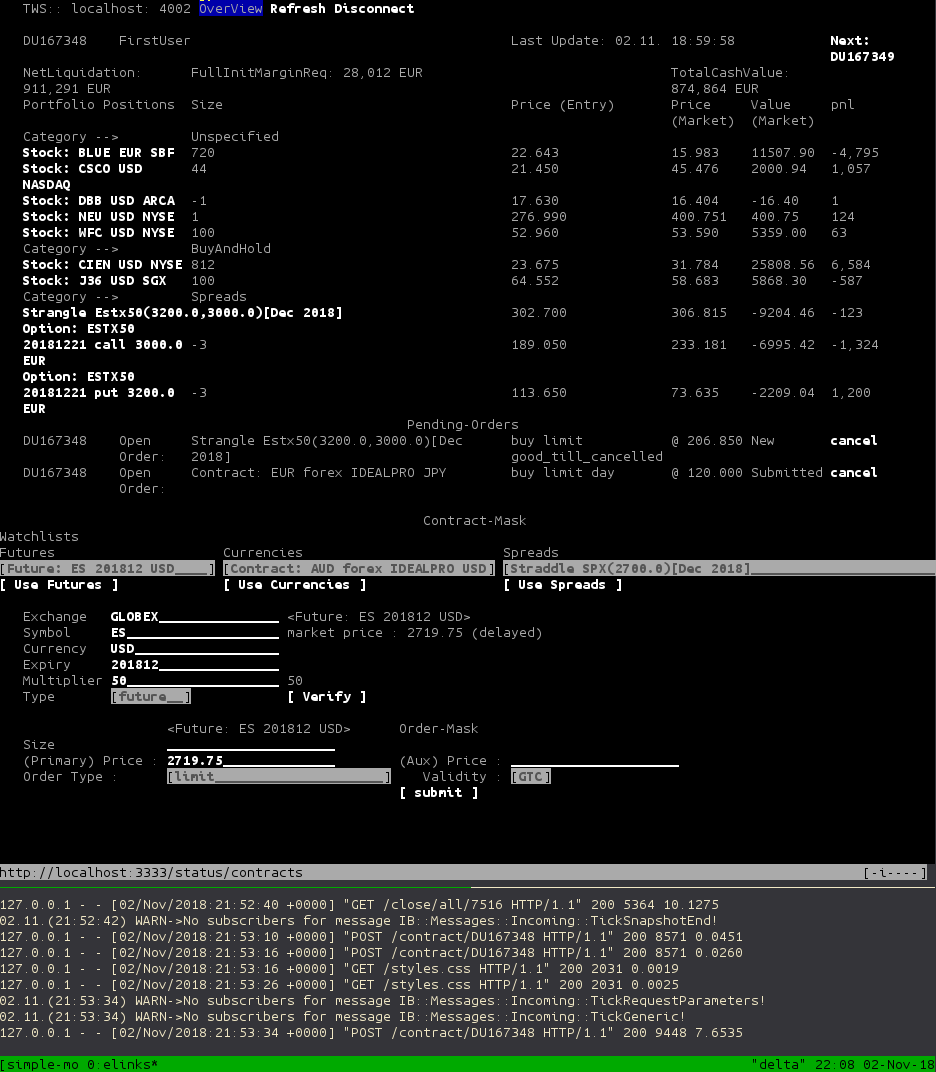 TWS:: localhost: 4002 OverView Refresh Disconnect
DU167348 FirstUser Last Update: 02.11. 18:59:58 Next:
DU167349
NetLiquidation: FullInitMarginReq: 28,012 EUR TotalCashValue:
911,291 EUR 874,864 EUR
Portfolio Positions Size Price (Entry) Price Value pnl
(Market) (Market)
Category --> Unspecified
Stock: BLUE EUR SBF 720 22.643 15.983 11507.90 -4,795
Stock: CSCO USD 44 21.450 45.476 2000.94 1,057
NASDAQ
Stock: DBB USD ARCA -1 17.630 16.404 -16.40 1
Stock: NEU USD NYSE 1 276.990 400.751 400.75 124
Stock: WFC USD NYSE 100 52.960 53.590 5359.00 63
Category --> BuyAndHold
Stock: CIEN USD NYSE 812 23.675 31.784 25808.56 6,584
Stock: J36 USD SGX 100 64.552 58.683 5868.30 -587
Category --> Spreads
Strangle Estx50(3200.0,3000.0)[Dec 2018] 302.700 306.815 -9204.46 -123
Option: ESTX50
20181221 call 3000.0 -3 189.050 233.181 -6995.42 -1,324
EUR
Option: ESTX50
20181221 put 3200.0 -3 113.650 73.635 -2209.04 1,200
EUR
Pending-Orders
DU167348 Open Strangle Estx50(3200.0,3000.0)[Dec buy limit @ 206.850 New cancel
Order: 2018] good_till_cancelled
DU167348 Open Contract: EUR forex IDEALPRO JPY buy limit day @ 120.000 Submitted cancel
Order:
Contract-Mask
Watchlists
Futures Currencies Spreads
[Future: ES 201812 USD____] [Contract: AUD forex IDEALPRO USD] [Straddle SPX(2700.0)[Dec 2018]_______________________
[ Use Futures ] [ Use Currencies ] [ Use Spreads ]
Exchange GLOBEX_______________ <Future: ES 201812 USD>
Symbol ES___________________ market price : 2719.75 (delayed)
Currency USD__________________
Expiry 201812_______________
Multiplier 50___________________ 50
Type [future__] [ Verify ]
<Future: ES 201812 USD> Order-Mask
Size _____________________
(Primary) Price : 2719.75______________ (Aux) Price : _____________________
Order Type : [limit_____________________] Validity : [GTC]
[ submit ]
http://localhost:3333/status/contracts [-i----]
127.0.0.1 - - [02/Nov/2018:21:52:40 +0000] "GET /close/all/7516 HTTP/1.1" 200 5364 10.1275
02.11.(21:52:42) WARN->No subscribers for message IB::Messages::Incoming::TickSnapshotEnd!
127.0.0.1 - - [02/Nov/2018:21:53:10 +0000] "POST /contract/DU167348 HTTP/1.1" 200 8571 0.0451
127.0.0.1 - - [02/Nov/2018:21:53:16 +0000] "POST /contract/DU167348 HTTP/1.1" 200 8571 0.0260
127.0.0.1 - - [02/Nov/2018:21:53:16 +0000] "GET /styles.css HTTP/1.1" 200 2031 0.0019
127.0.0.1 - - [02/Nov/2018:21:53:26 +0000] "GET /styles.css HTTP/1.1" 200 2031 0.0025
02.11.(21:53:34) WARN->No subscribers for message IB::Messages::Incoming::TickRequestParameters!
02.11.(21:53:34) WARN->No subscribers for message IB::Messages::Incoming::TickGeneric!
127.0.0.1 - - [02/Nov/2018:21:53:34 +0000] "POST /contract/DU167348 HTTP/1.1" 200 9448 7.6535
[simple-mo 0:elinks* "delta" 22:08 02-Nov-18